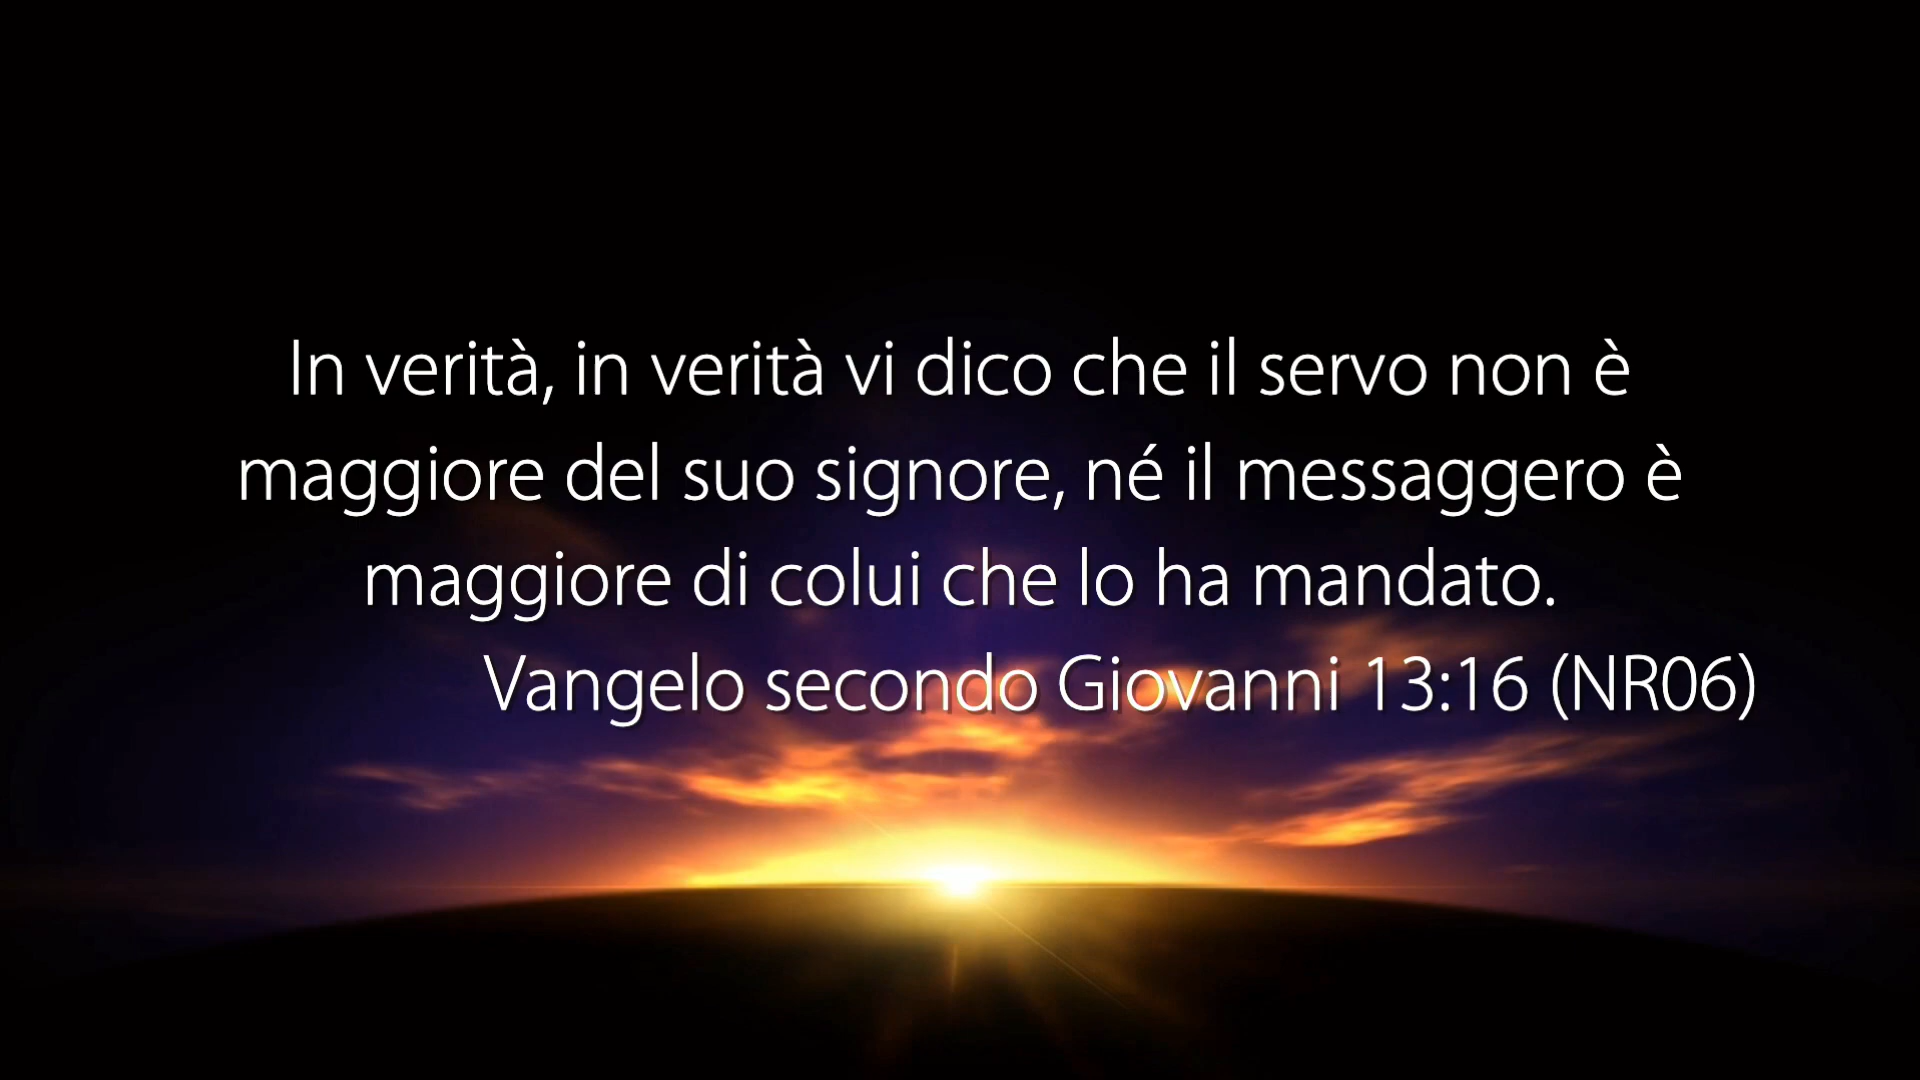 In verità, in verità vi dico che il servo non è
maggiore del suo signore, né il messaggero è
maggiore di colui che lo ha mandato.
Vangelo secondo Giovanni 13:16 (NR06)